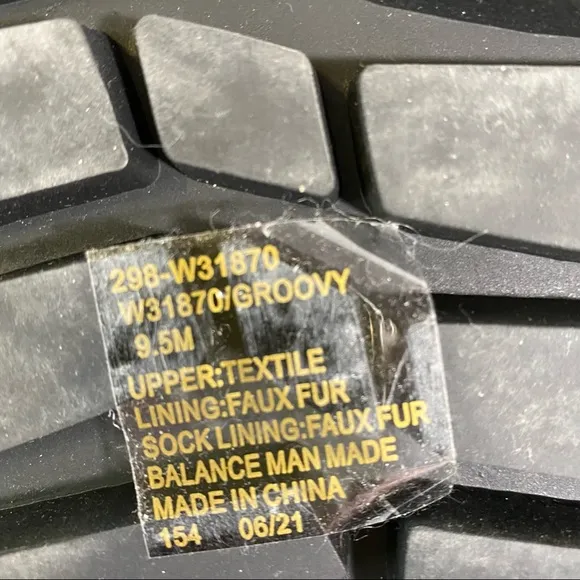 298-W31870
W31870/GROOVY
9.5M
UPPER:TEXTILE
LINING:FAUX FUR
SOCK LINING:FAUX FUR
BALANCE MAN MADE
MADE IN CHINA
154 06/21